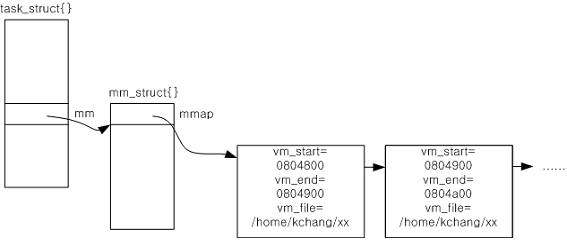 task_struct{}
mm_struct{}
mm
mmap
vm_start=
0804800
vm_end=
0804900
vm_file=
/home/kchang/xx
vm_start=
0804900
vm_end=
0804a00
vm_file=
/home/kchang/xx
......